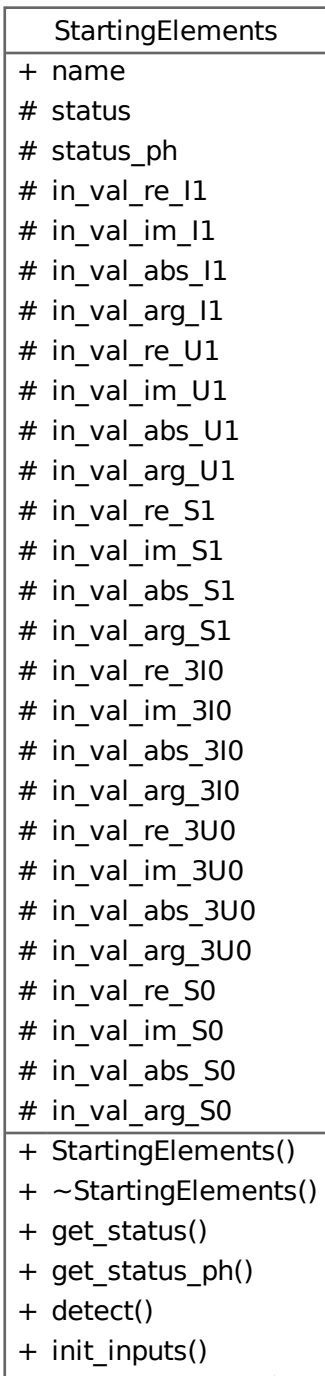 StartingElements
+ name
# status
# status_ph
# in_val_re_I1
# in_val_im_I1
# in_val_abs_I1
# in_val_arg_I1
# in_val_re_U1
# in_val_im_U1
# in_val_abs_U1
# in_val_arg_U1
# in_val_re_S1
# in_val_im_S1
# in_val_abs_S1
# in_val_arg_S1
# in_val_re_3I0
# in_val_im_3I0
# in_val_abs_3I0
# in_val_arg_3I0
# in_val_re_3U0
# in_val_im_3U0
# in_val_abs_3U0
# in_val_arg_3U0
# in_val_re_S0
# in_val_im_S0
# in_val_abs_S0
# in_val_arg_S0
+ StartingElements()
+ ~StartingElements()
+ get_status()
+ get_status_ph()
+ detect()
+ init_inputs()